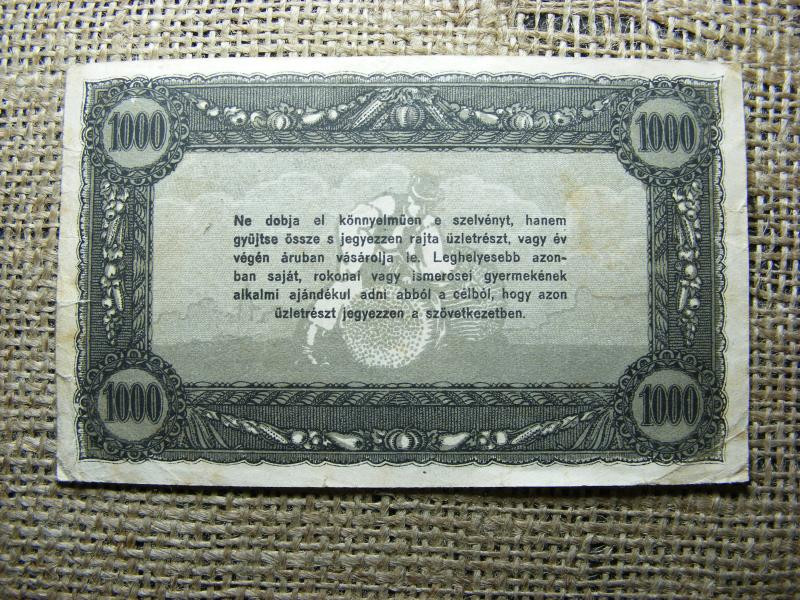 1000 1000
Ne dobja el könnyelműen e szelvényt, hanem
gyüjtse össze s jegyezzen rajta üzletrészt, vagy év
végén áruban vásárolja le. Leghelyesebb azon-
ban saját, rokonai vagy ismerősei gyermekének
alkalmi ajándékul adni abból a célból, hogy azon
üzletrészt jegyezzen a szövetkezetben.
1000 1000